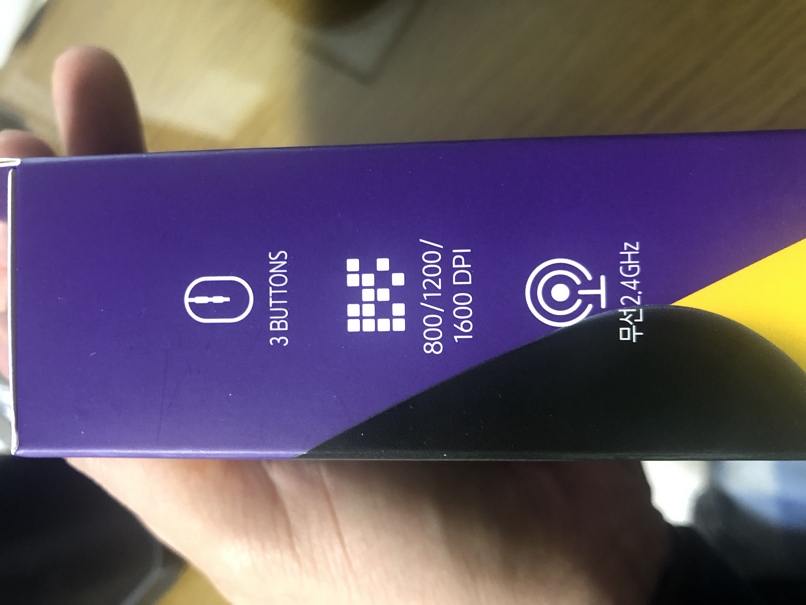 3 BUTTONS
800/1200/
1600 DPI
무선2.4GHz